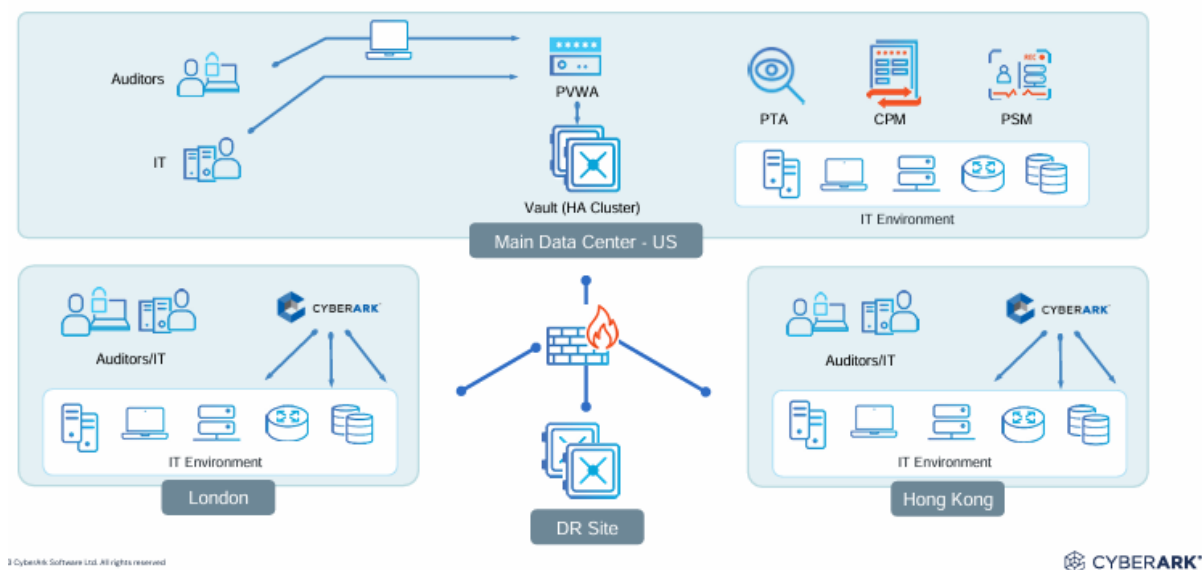 Auditors
PVWA
REC
PTA
CPM
PSM
IT
Vault (HA Cluster)
IT Environment
Main Data Center - US
CYBERARK
Auditors/IT
IT Environment
London
CYBERARK
Auditors/IT
IT Environment
Hong Kong
DR Site
CyberArk Software Ltd. All rights reserved
CYBERARK